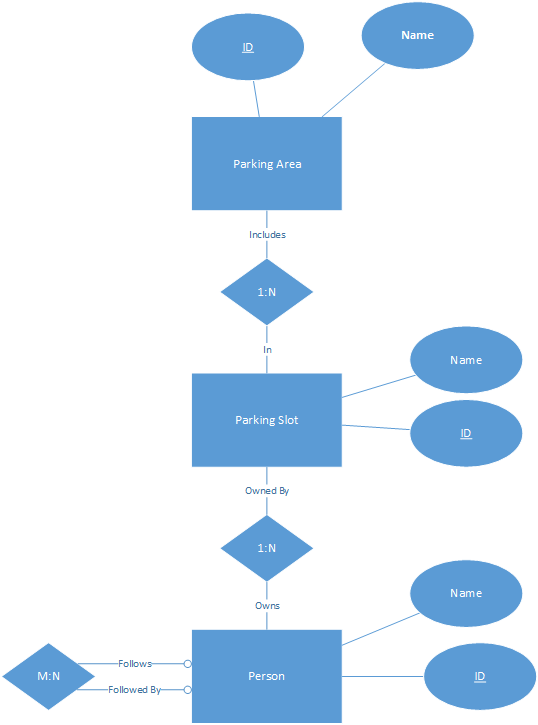 ID
Name
Parking Area
Includes
1:N
In
Name
Parking Slot
ID
Owned By
1:N
Name
Owns
Follows
M:N
Person
ID
Followed By